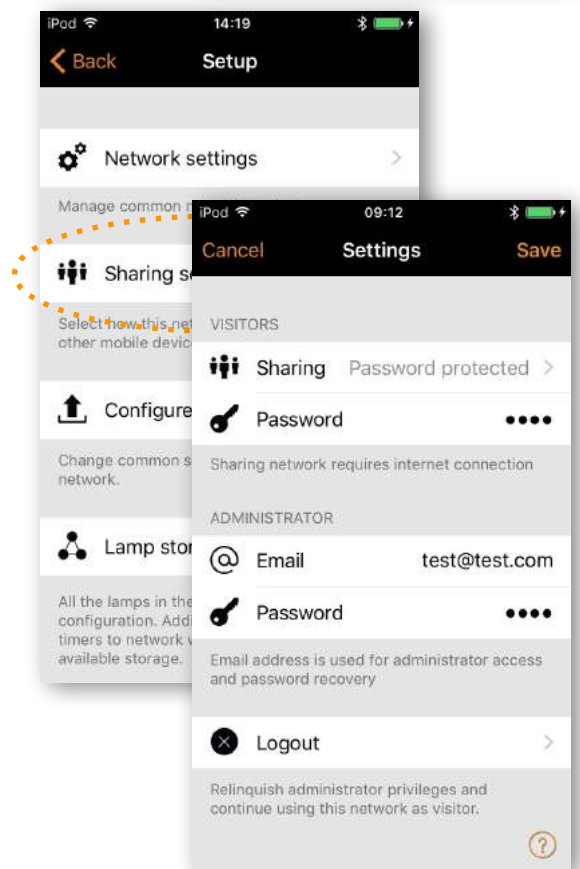 iPod 14:19
Back Setup
Network settings
Manage common
Sharing
Select how this
other mobile
Configure
Change common
network.
Lamp
All the lamps in the
configuration.
timers to network
available storage.
iPod 09:12
Cancel Settings Save
VISITORS
Sharing Password protected
Password ••••
Sharing network requires internet connection
ADMINISTRATOR
Email test@test.com
Password ••••
Email address is used for administrator access
and password recovery
Logout
Relinquish administrator privileges and
continue using this network as visitor.
?